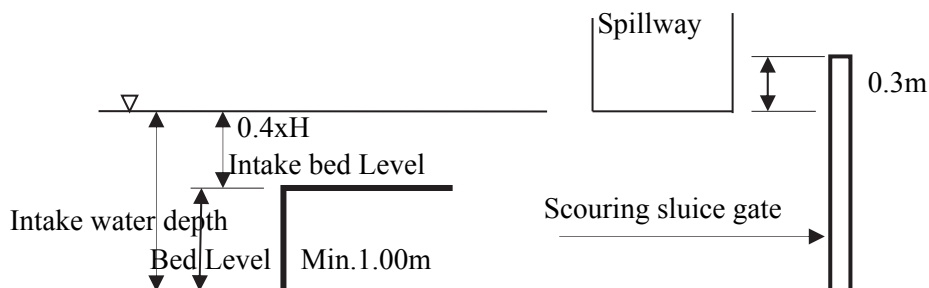 Spillway
0.3m
0.4xH
Intake bed Level
Scouring sluice gate
Intake water depth
Bed Level
Min.1.00m